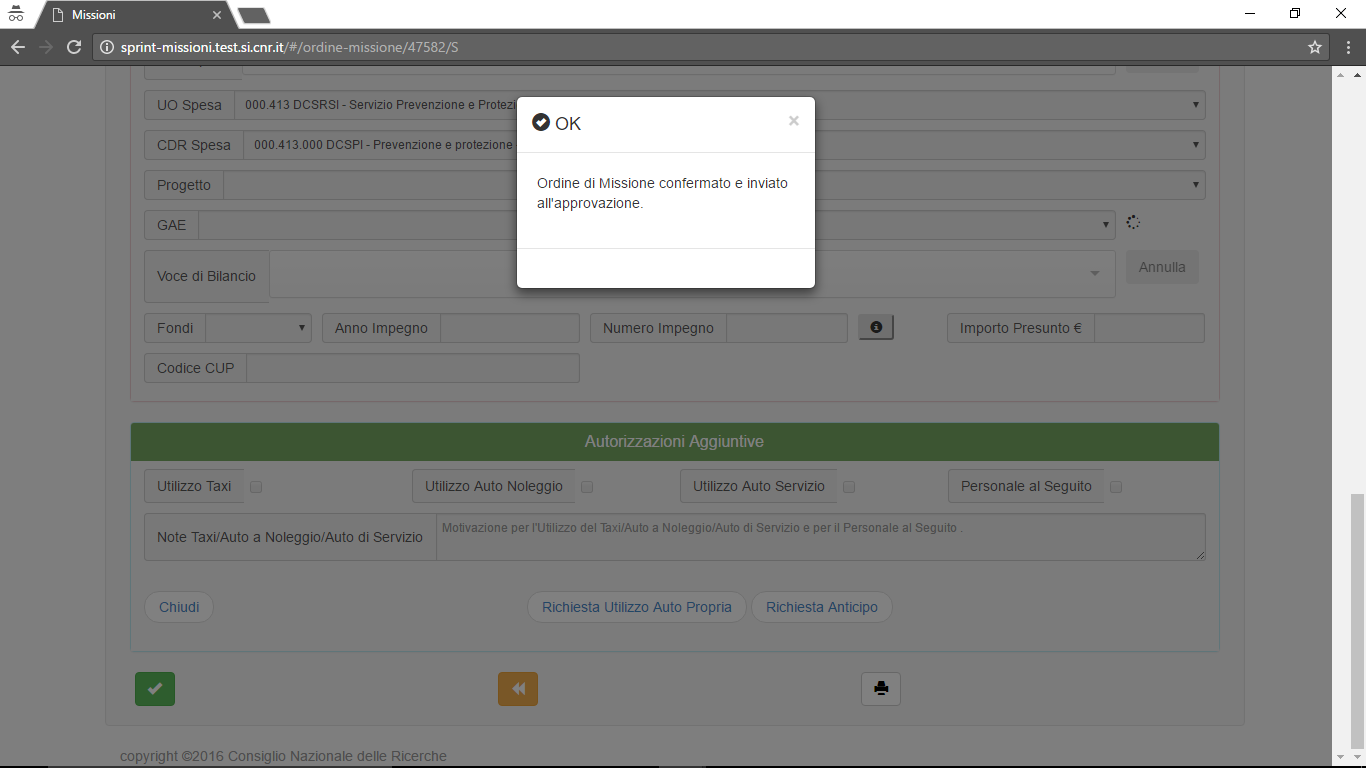 Missioni
sprint-missioni.test.si.cnr.it/#/ordine-missione/47582/S
UO Spesa 000.413 DCSRSI - Servizio Prevenzione e Protezi
CDR Spesa 000.413.000 DCSPI - Prevenzione e protezione
OK ×
Ordine di Missione confermato e inviato
all'approvazione.
Progetto
GAE
Voce di Bilancio Annulla
Fondi Anno Impegno Numero Impegno Importo Presunto €
Codice CUP
Autorizzazioni Aggiuntive
Utilizzo Taxi Utilizzo Auto Noleggio Utilizzo Auto Servizio Personale al Seguito
Note Taxi/Auto a Noleggio/Auto di Servizio Motivazione per l'Utilizzo del Taxi/Auto a Noleggio/Auto di Servizio e per il Personale al Seguito .
Chiudi Richiesta Utilizzo Auto Propria Richiesta Anticipo
copyright ©2016 Consiglio Nazionale delle Ricerche